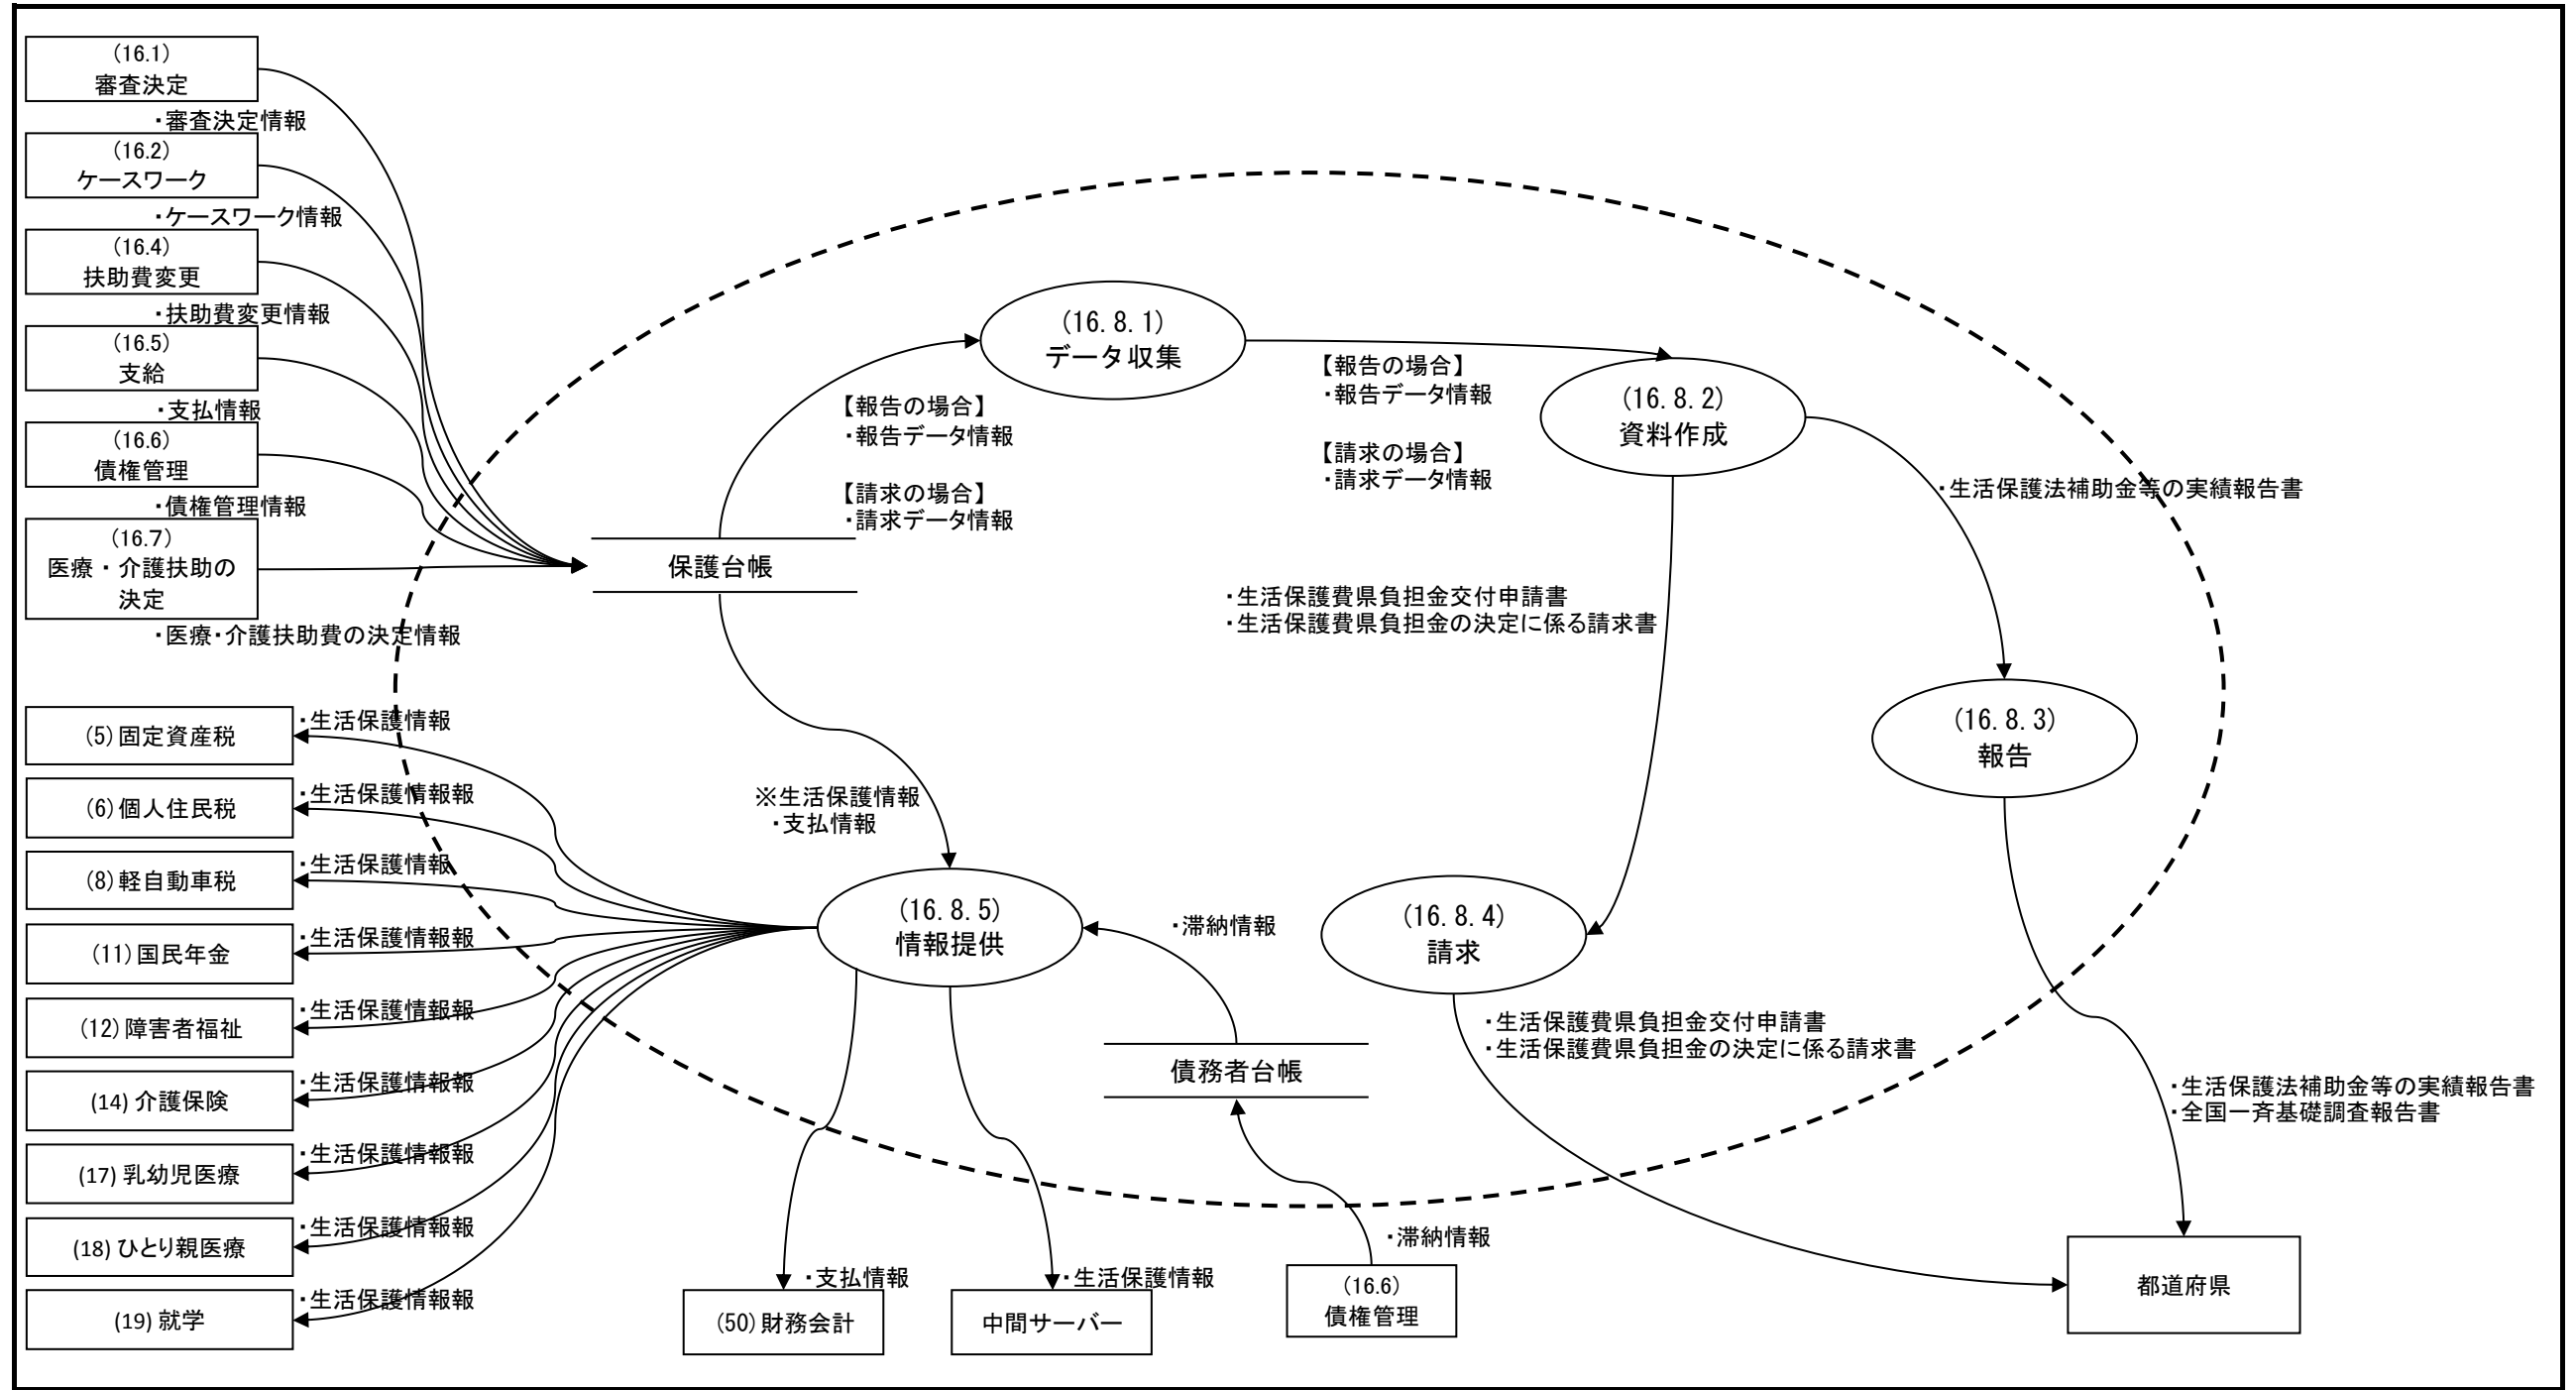 (16.1)
審査決定
・審査決定情報
(16.2)
ケースワーク
・ケースワーク情報
(16.4)
扶助費変更
・扶助費変更情報
(16.5)
支給
・支払情報
(16.6)
債権管理
・債権管理情報
(16.7)
医療・介護扶助の
決定
・医療・介護扶助費の決定情報
保護台帳
(16.8.1)
データ収集
【報告の場合】
・報告データ情報
【請求の場合】
・請求データ情報
【報告の場合】
・報告データ情報
【請求の場合】
・請求データ情報
(16.8.2)
資料作成
・生活保護法補助金等の実績報告書
・生活保護費県負担金交付申請書
・生活保護費県負担金の決定に係る請求書
(16.8.3)
報告
(5)固定資産税
・生活保護情報
(6)個人住民税
・生活保護情報報
(8)軽自動車税
・生活保護情報
(11)国民年金
・生活保護情報報
(12)障害者福祉
・生活保護情報報
(14)介護保険
・生活保護情報報
(17)乳幼児医療
・生活保護情報報
(18)ひとり親医療
・生活保護情報報
(19)就学
・生活保護情報報
※生活保護情報
・支払情報
(16.8.5)
情報提供
・滞納情報
(16.8.4)
請求
・生活保護費県負担金交付申請書
・生活保護費県負担金の決定に係る請求書
債務者台帳
・生活保護法補助金等の実績報告書
・全国一斉基礎調査報告書
・滞納情報
・支払情報
(50)財務会計
・生活保護情報
中間サーバー
(16.6)
債権管理
都道府県